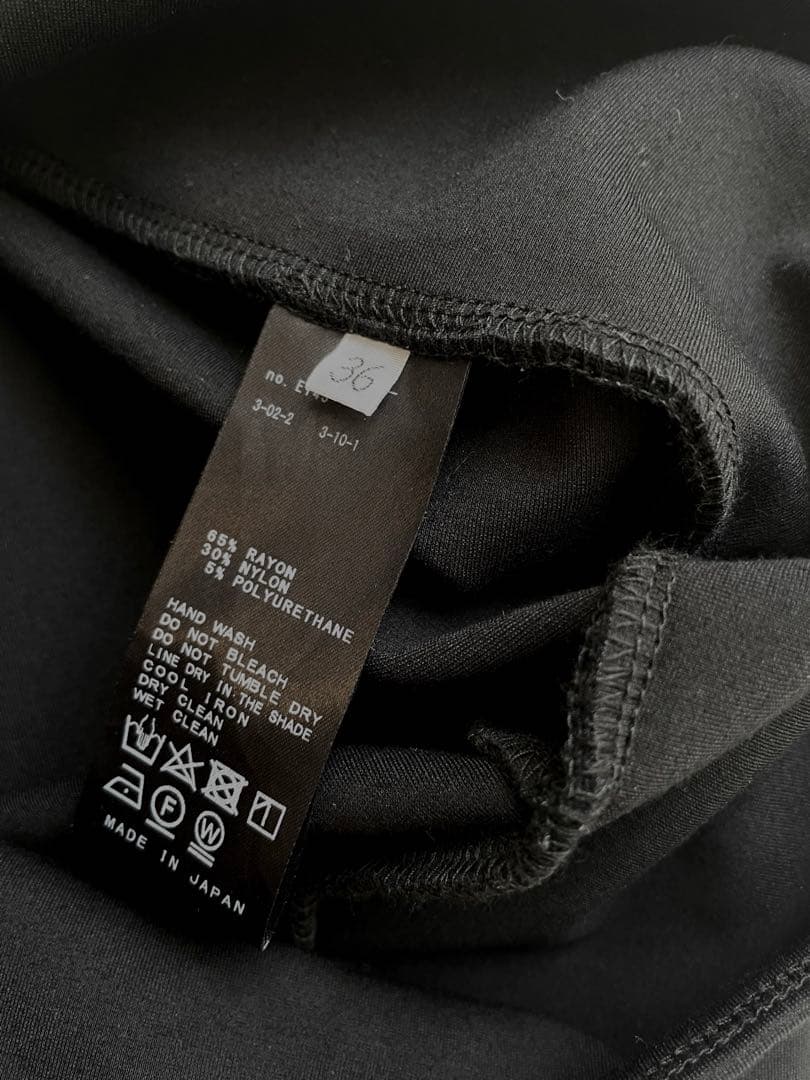 36
no.
3-02-2 3-10-1
65% RAYON
30% NYLON
5% POLYURETHANE
HAND WASH
DO NOT BLEACH
DO NOT TUMBLE DRY
LINE DRY IN THE SHADE
COOL IRON
DRY CLEAN
WET CLEAN
F W
MADE IN JAPAN